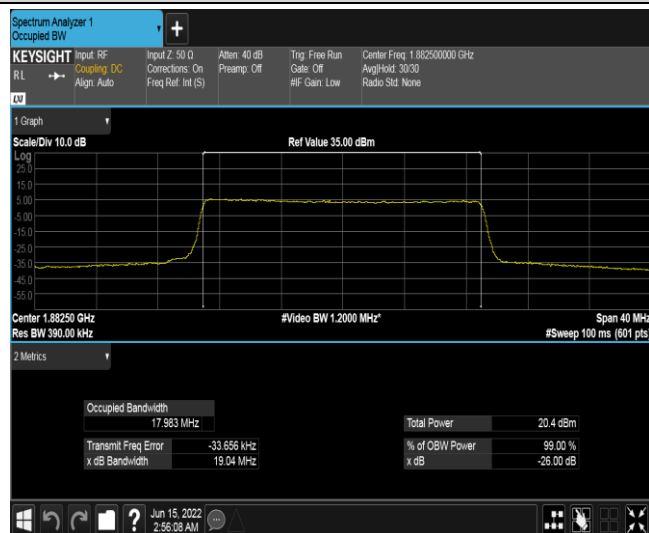 Spectrum Analyzer 1
Occupied BW
+
KEYSIGHT Input: RF Input Z: 50 Ω Atten: 40 dB Trig: Free Run Center Freq: 1.882500000 GHz
RL Coupling: DC Corrections: On Preamp: Off Gate: Off Avg|Hold: 30/30
Align: Auto Freq Ref: Int (S) #IF Gain: Low Radio Std: None
LXI
1 Graph
Scale/Div 10.0 dB Ref Value 35.00 dBm
Log
25.0
15.0
5.00
-5.00
-15.0
-25.0
-35.0
-45.0
-55.0
Center 1.88250 GHz #Video BW 1.2000 MHz* Span 40 MHz
Res BW 390.00 kHz #Sweep 100 ms (601 pts)
2 Metrics
Occupied Bandwidth
17.983 MHz Total Power 20.4 dBm
Transmit Freq Error -33.656 kHz % of OBW Power 99.00 %
x dB Bandwidth 19.04 MHz x dB -26.00 dB
? Jun 15, 2022
2:56:08 AM